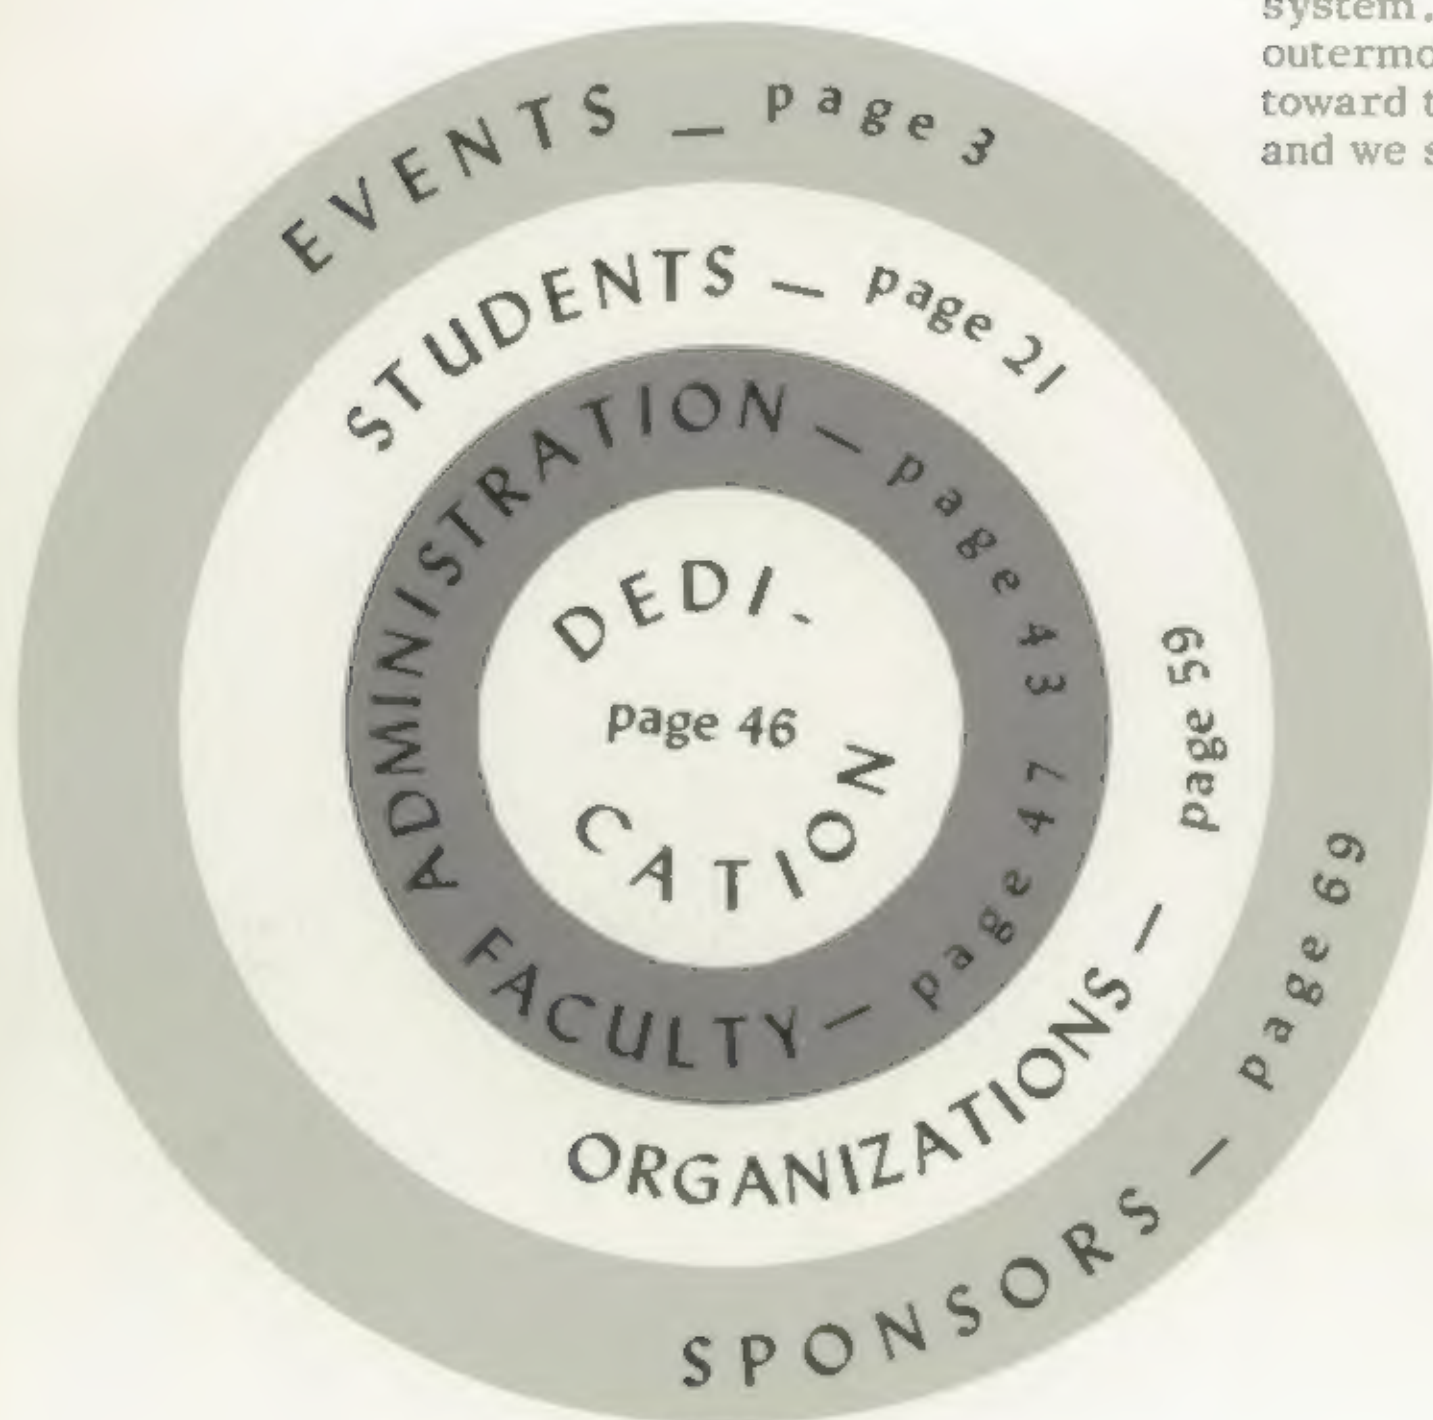 system.
toward t
and we s
EVENTS — page 3
STUDENTS — page 21
ADMINISTRATION — page 43
DEDI-
page 46
CATION
FACULTY — page 47
ORGANIZATIONS — page 59
SPONSORS — page 69